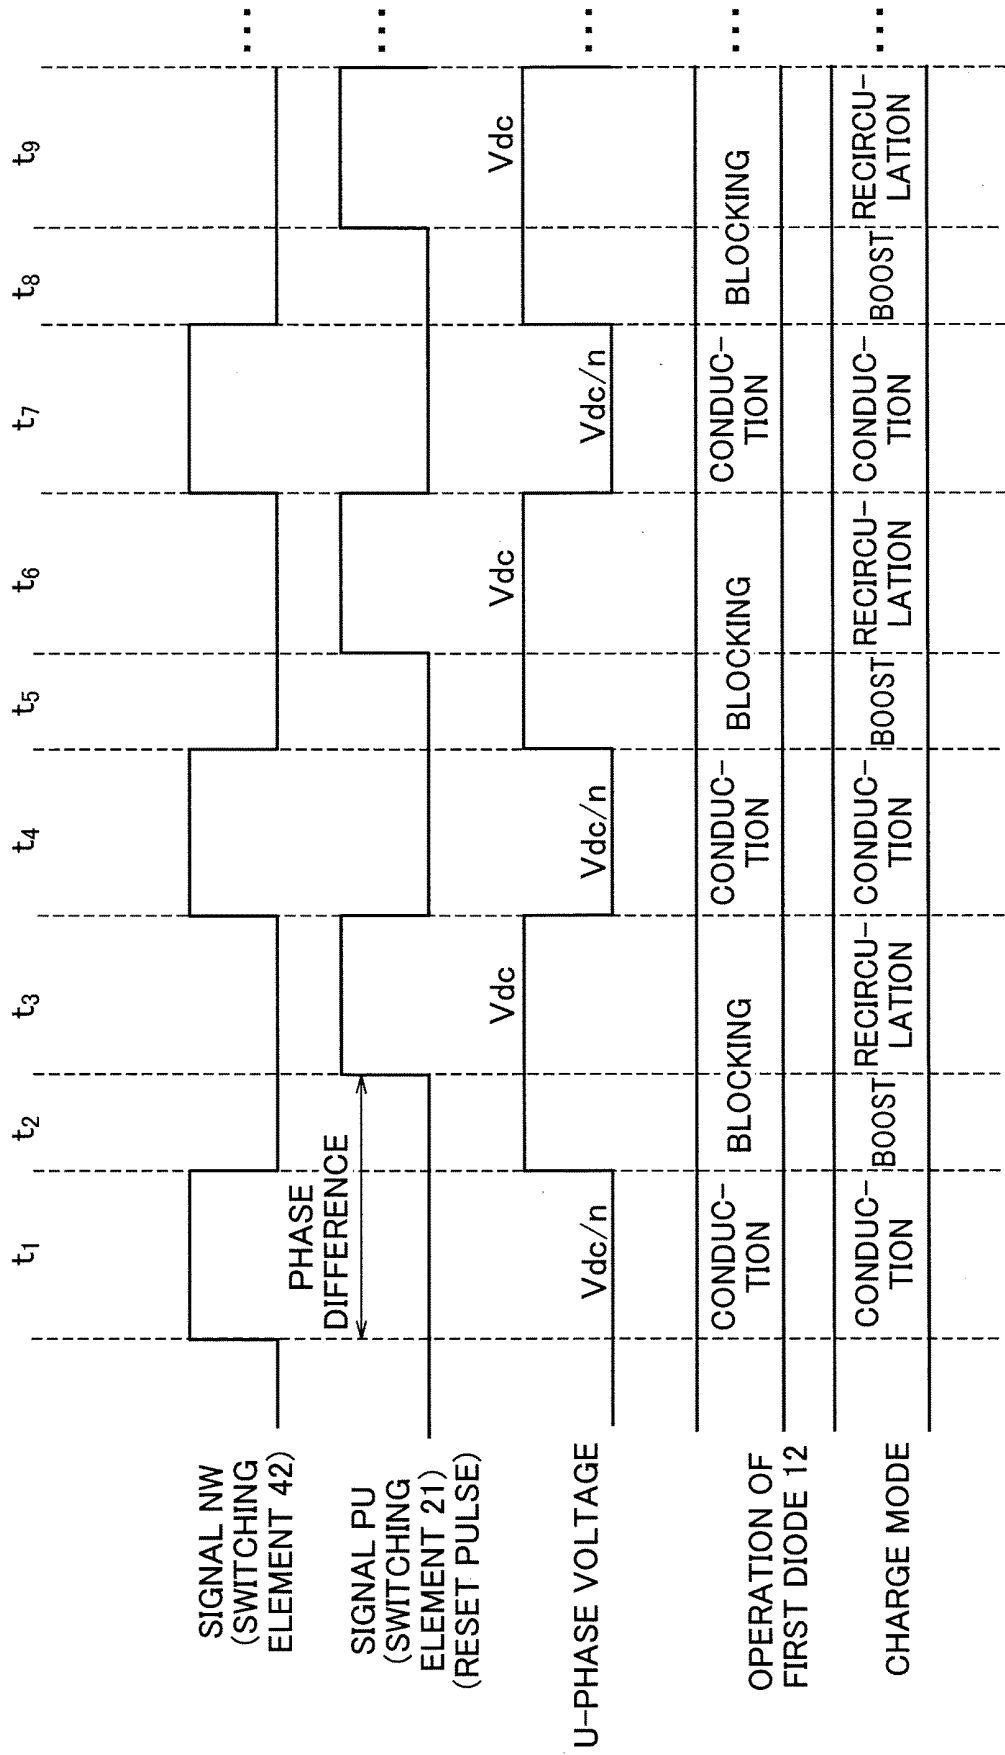 t1 t2 t3 t4 t5 t6 t7 t8 t9
SIGNAL NW
(SWITCHING
ELEMENT 42)
...
PHASE
DIFFERENCE
SIGNAL PU
(SWITCHING
ELEMENT 21)
(RESET PULSE)
...
U-PHASE VOLTAGE
Vdc/n
Vdc
Vdc/n
Vdc
Vdc/n
Vdc
...
OPERATION OF
FIRST DIODE 12
CONDUC-
TION
BLOCKING
CONDUC-
TION
BLOCKING
CONDUC-
TION
BLOCKING
...
CHARGE MODE
CONDUC-
TION
BOOST
RECIRCU-
LATION
CONDUC-
TION
BOOST
RECIRCU-
LATION
CONDUC-
TION
BOOST
RECIRCU-
LATION
...